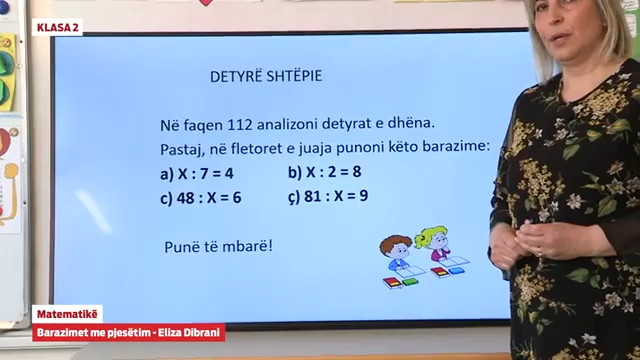 KLASA 2
DETYRË SHTËPIE
Në faqen 112 analizoni detyrat e dhëna.
Pastaj, në fletoret e juaja punoni këto barazime:
a) X : 7 = 4 b) X : 2 = 8
c) 48 : X = 6 ç) 81 : X = 9
Punë të mbarë!
Matematikë
Barazimet me pjesëtim - Eliza Dibrani